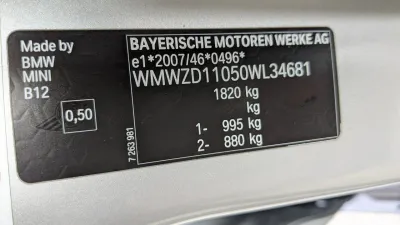 Made by
BMW
MINI
B12
0,50
7 263 981
BAYERISCHE MOTOREN WERKE AG
e1*2007/46*0496*
WMWZD11050WL34681
1820 kg
kg
1- 995 kg
2- 880 kg